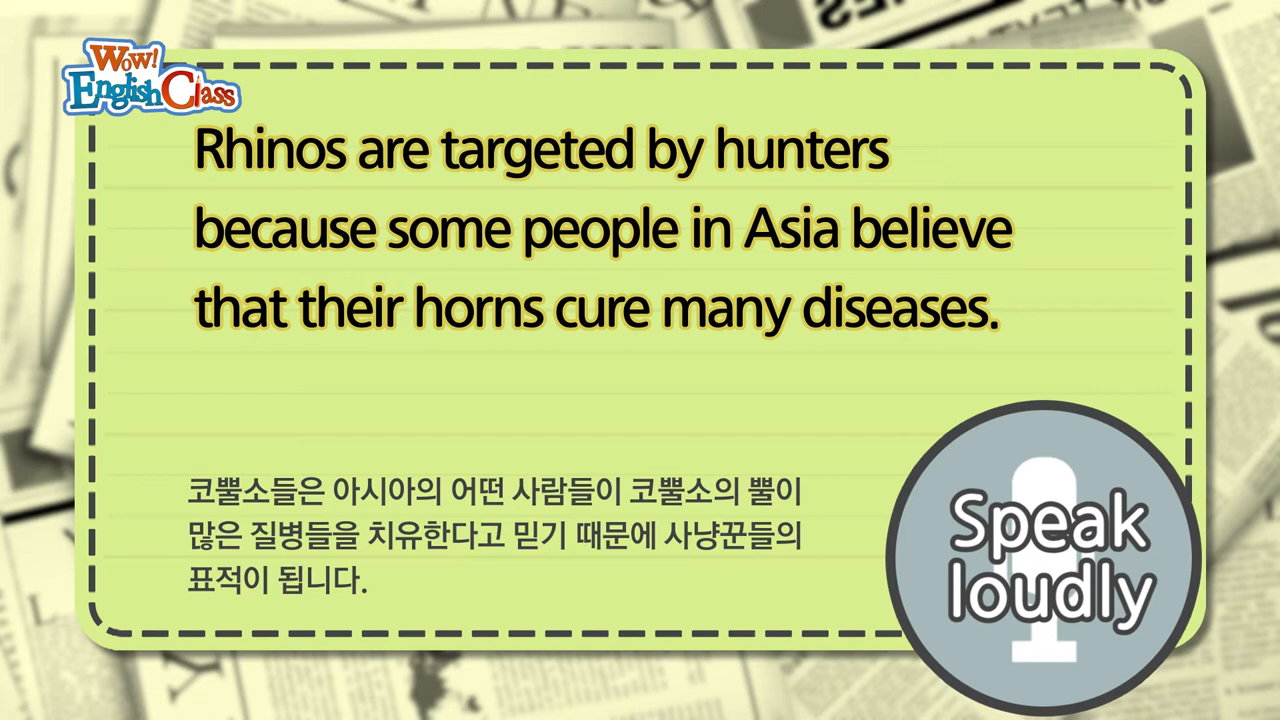 Wow!
English Class
Rhinos are targeted by hunters
because some people in Asia believe
that their horns cure many diseases.
코뿔소들은 아시아의 어떤 사람들이 코뿔소의 뿔이
많은 질병들을 치유한다고 믿기 때문에 사냥꾼들의
표적이 됩니다.
Speak
loudly